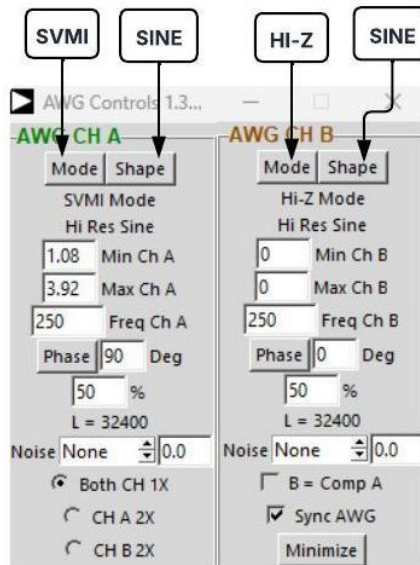 SVMI SINE HI-Z SINE
AWG Controls 1.3...
AWG CH A
Mode Shape
SVMI Mode
Hi Res Sine
1.08 Min Ch A
3.92 Max Ch A
250 Freq Ch A
Phase 90 Deg
50 %
L = 32400
Noise None 0.0
Both CH 1X
CH A 2X
CH B 2X
AWG CH B
Mode Shape
Hi-Z Mode
Hi Res Sine
0 Min Ch B
0 Max Ch B
250 Freq Ch B
Phase 0 Deg
50 %
L = 32400
Noise None 0.0
B = Comp A
Sync AWG
Minimize